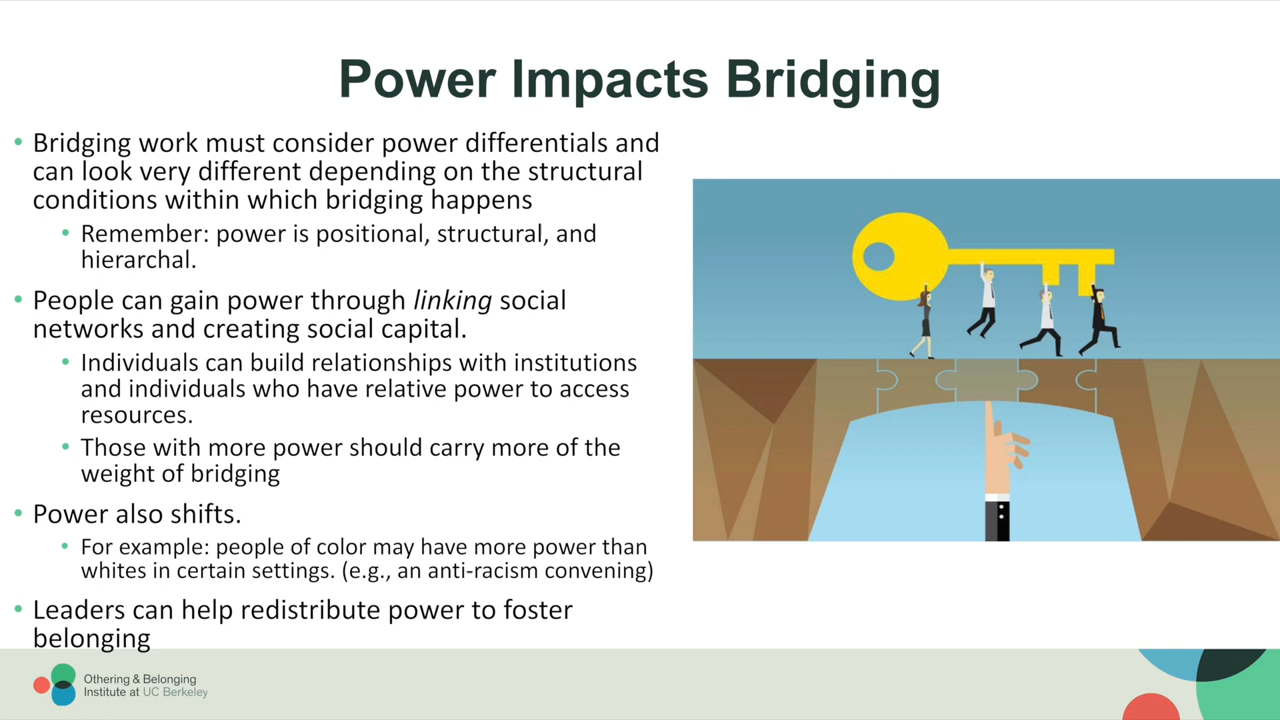 Power Impacts Bridging
• Bridging work must consider power differentials and
can look very different depending on the structural
conditions within which bridging happens
• Remember: power is positional, structural, and
hierarchal.
• People can gain power through linking social
networks and creating social capital.
• Individuals can build relationships with institutions
and individuals who have relative power to access
resources.
• Those with more power should carry more of the
weight of bridging
• Power also shifts.
• For example: people of color may have more power than
whites in certain settings. (e.g., an anti-racism convening)
• Leaders can help redistribute power to foster
belonging
Othering & Belonging
Institute at UC Berkeley